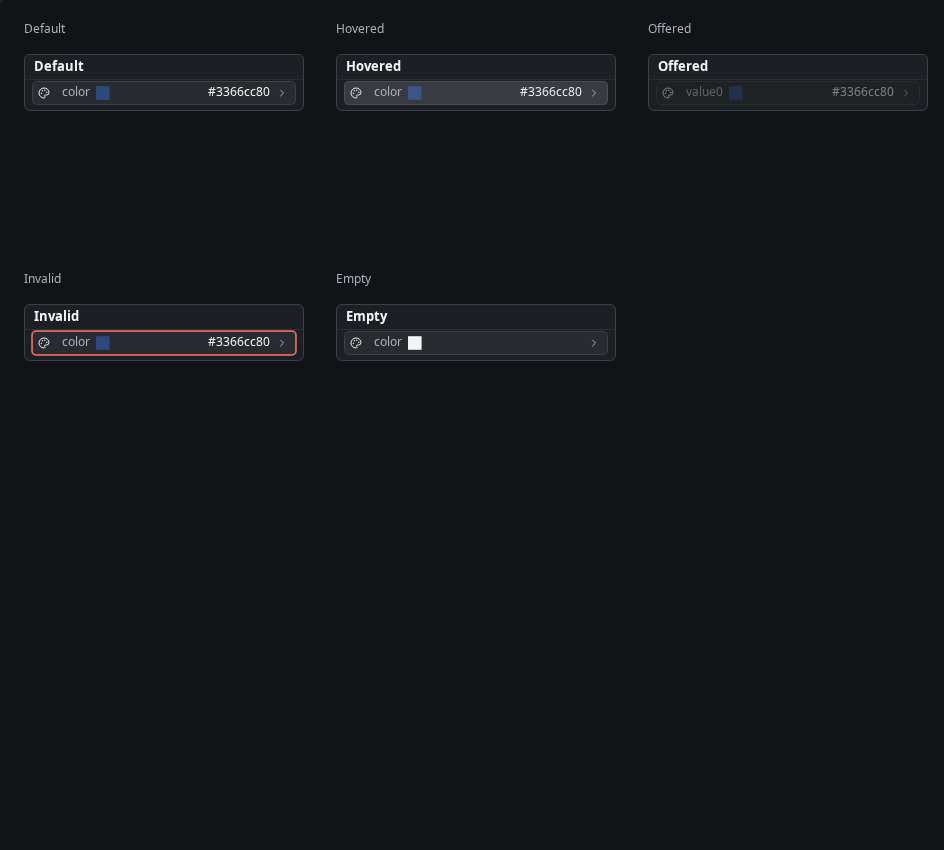 Default
Hovered
Offered
Default
color #3366cc80
Hovered
color #3366cc80
Offered
value0 #3366cc80
Invalid
Empty
Invalid
color #3366cc80
Empty
color